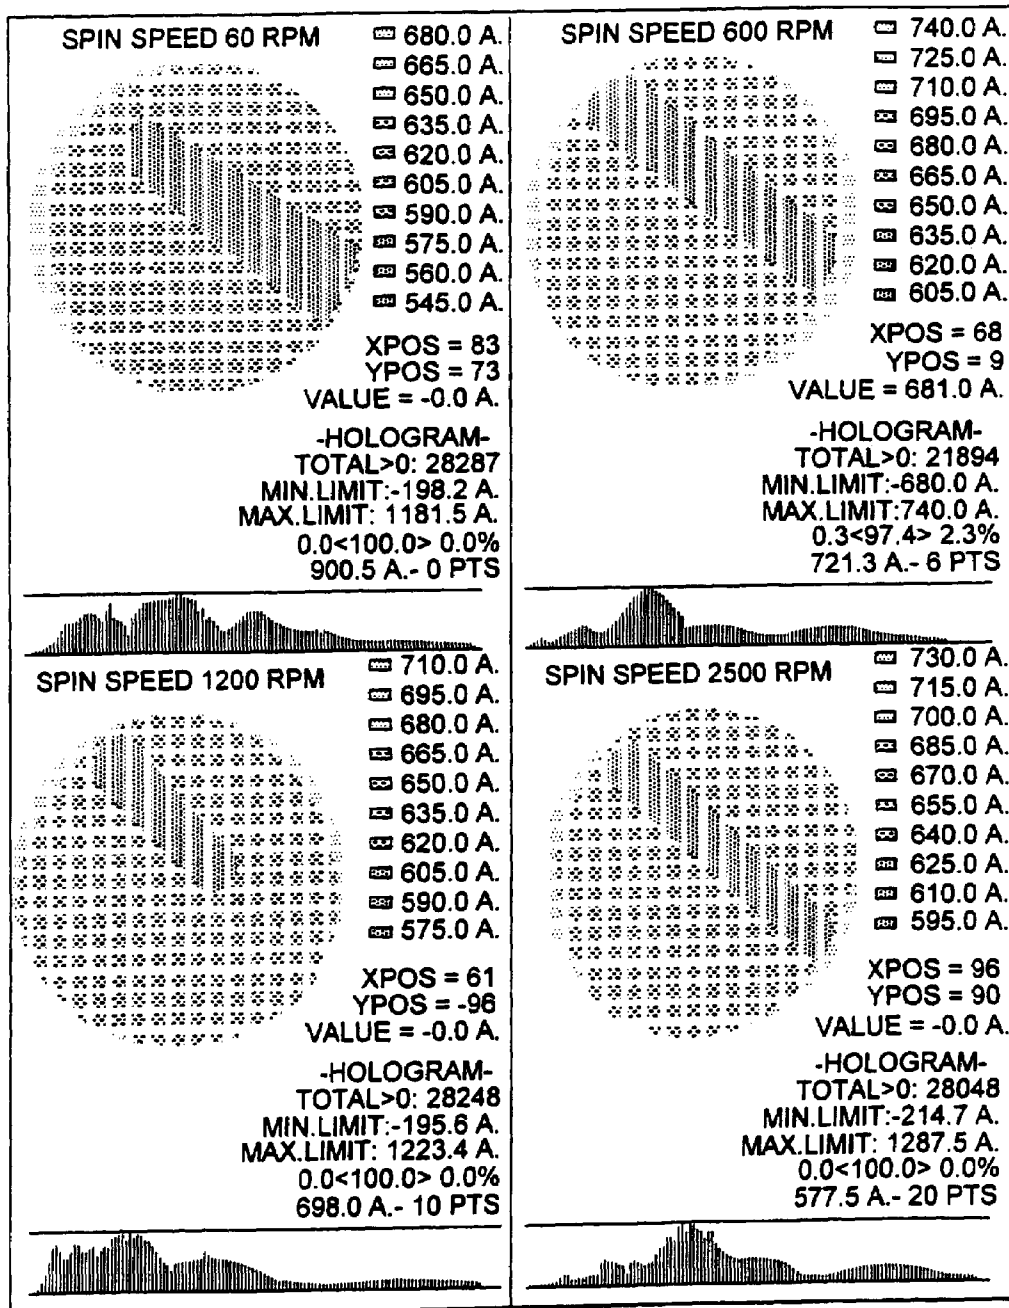 SPIN SPEED 60 RPM
680.0 A.
665.0 A.
650.0 A.
635.0 A.
620.0 A.
605.0 A.
590.0 A.
575.0 A.
560.0 A.
545.0 A.
XPOS = 83
YPOS = 73
VALUE = -0.0 A.
-HOLOGRAM-
TOTAL>0: 28287
MIN.LIMIT:-198.2 A.
MAX.LIMIT: 1181.5 A.
0.0<100.0> 0.0%
900.5 A.- 0 PTS
SPIN SPEED 600 RPM
740.0 A.
725.0 A.
710.0 A.
695.0 A.
680.0 A.
665.0 A.
650.0 A.
635.0 A.
620.0 A.
605.0 A.
XPOS = 68
YPOS = 9
VALUE = 681.0 A.
-HOLOGRAM-
TOTAL>0: 21894
MIN.LIMIT:-680.0 A.
MAX.LIMIT:740.0 A.
0.3<97.4> 2.3%
721.3 A.- 6 PTS
SPIN SPEED 1200 RPM
710.0 A.
695.0 A.
680.0 A.
665.0 A.
650.0 A.
635.0 A.
620.0 A.
605.0 A.
590.0 A.
575.0 A.
XPOS = 61
YPOS = -96
VALUE = -0.0 A.
-HOLOGRAM-
TOTAL>0: 28248
MIN.LIMIT:-195.6 A.
MAX.LIMIT: 1223.4 A.
0.0<100.0> 0.0%
698.0 A.- 10 PTS
SPIN SPEED 2500 RPM
730.0 A.
715.0 A.
700.0 A.
685.0 A.
670.0 A.
655.0 A.
640.0 A.
625.0 A.
610.0 A.
595.0 A.
XPOS = 96
YPOS = 90
VALUE = -0.0 A.
-HOLOGRAM-
TOTAL>0: 28048
MIN.LIMIT:-214.7 A.
MAX.LIMIT: 1287.5 A.
0.0<100.0> 0.0%
577.5 A.- 20 PTS